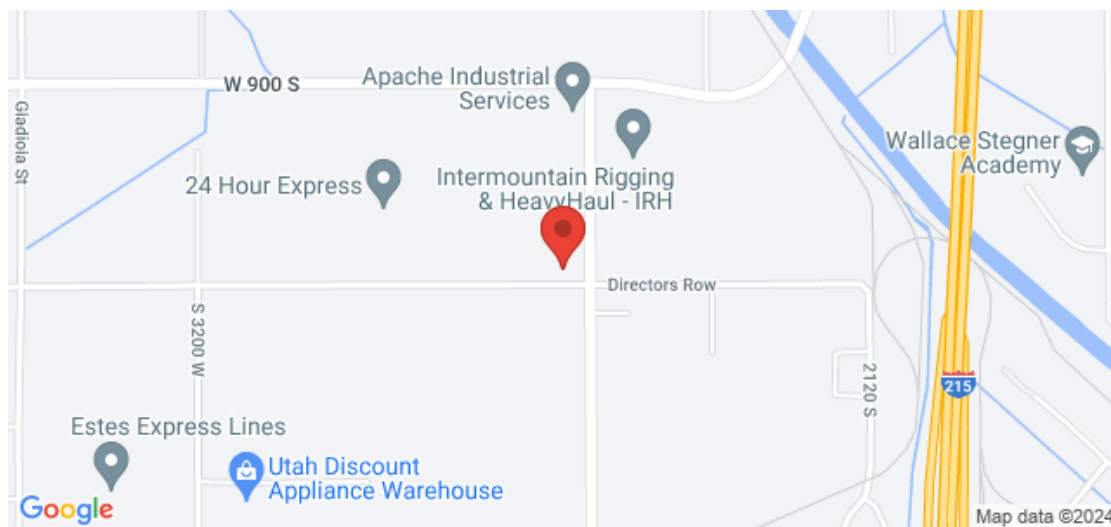 W 900 S
Apache Industrial
Services
Gladiola St
Wallace Stegner
Academy
24 Hour Express
Intermountain Rigging
& HeavyHaul - IRH
Directors Row
S 3200 W
2120 S
215
Estes Express Lines
Utah Discount
Appliance Warehouse
Google
Map data ©2024